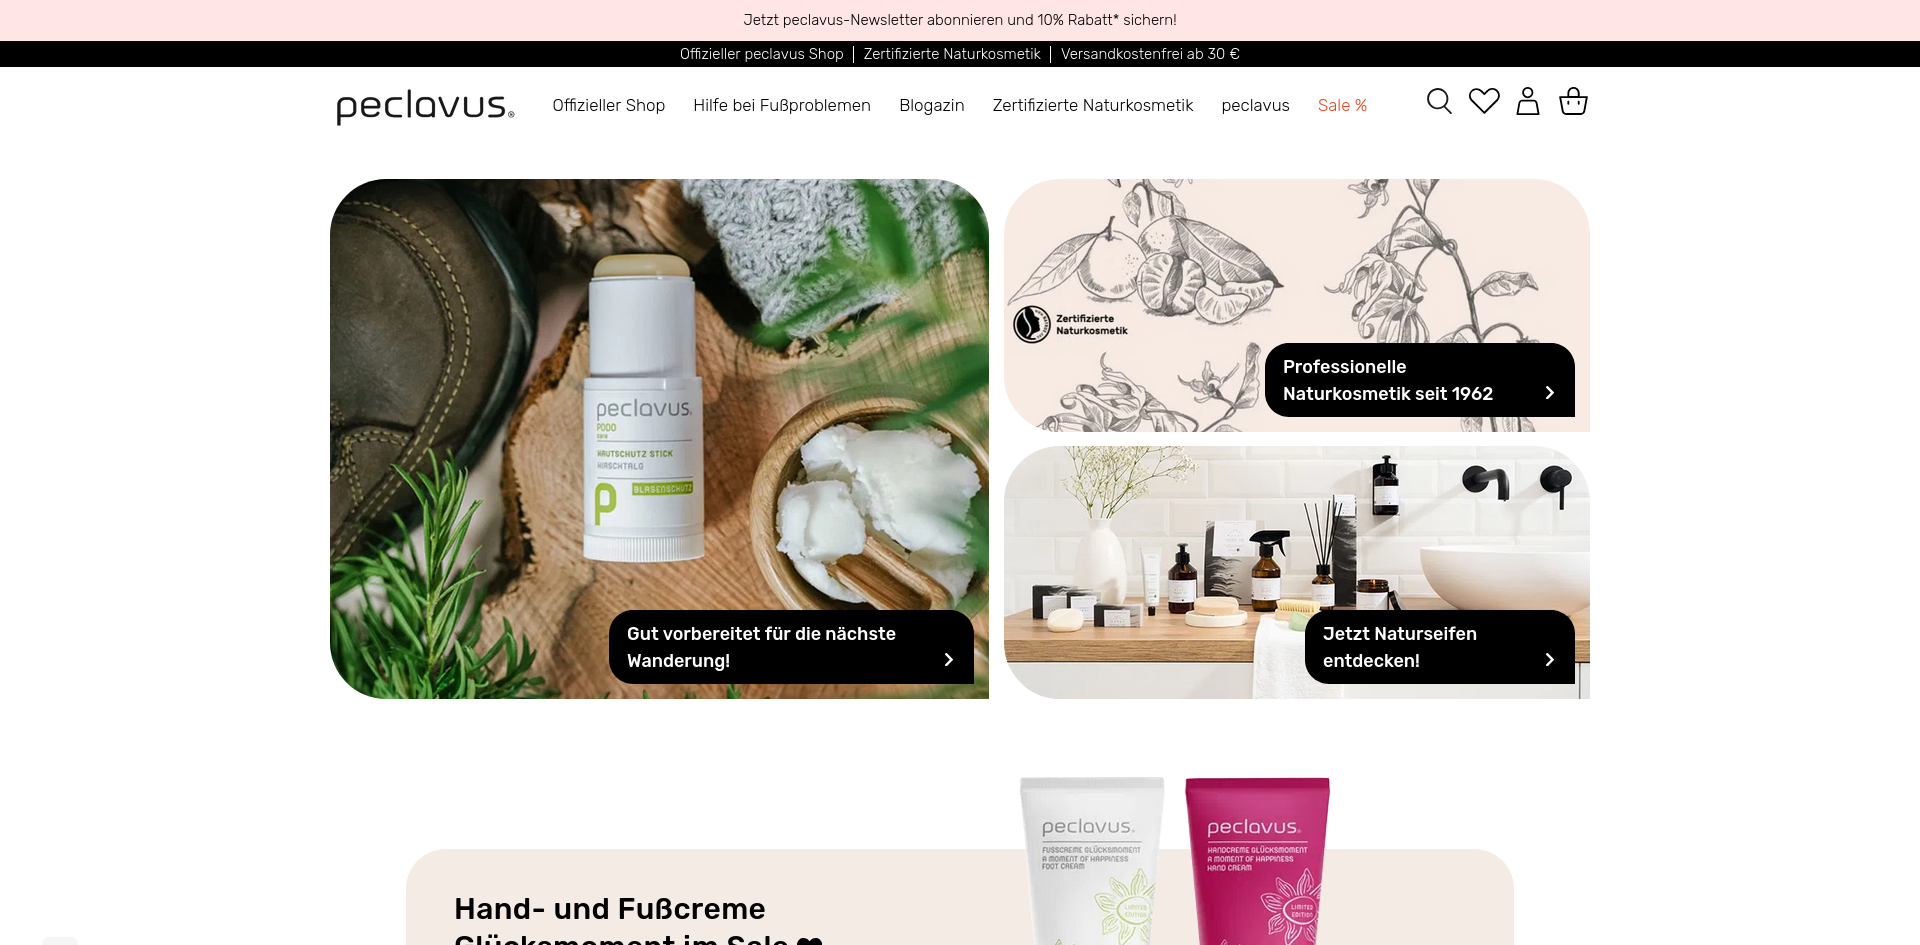 Jetzt peclavus-Newsletter abonnieren und 10% Rabatt* sichern!
Offizieller peclavus Shop | Zertifizierte Naturkosmetik | Versandkostenfrei ab 30 €
peclavus®
Offizieller Shop
Hilfe bei Fußproblemen
Blogazin
Zertifizierte Naturkosmetik
peclavus
Sale %
peclavus
PODO
care
HAUTSCHUTZ STICK
HIRSCHTALG
BLASENSCHUTZ
p
Gut vorbereitet für die nächste
Wanderung!
Zertifizierte
Naturkosmetik
Professionelle
Naturkosmetik seit 1962
Jetzt Naturseifen
entdecken!
Hand- und Fußcreme
Glücksmoment im Sale
peclavus
FUSSCREME GLÜCKSMOMENT
A MOMENT OF HAPPINESS
FOOT CREAM
LIMITED
EDITION
peclavus
HANDCREME GLÜCKSMOMENT
A MOMENT OF HAPPINESS
HAND CREAM
LIMITED
EDITION